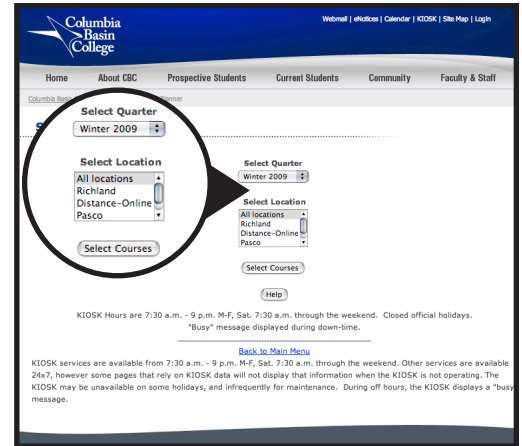 Columbia
Basin
College
Webmail | eNotices | Calendar | KIOSK | Site Map | Login
Home About CBC Prospective Students Current Students Community Faculty & Staff
Columbia Basin
Planner
S
Select Quarter
Winter 2009
Select Location
All locations
Richland
Distance-Online
Pasco
Select Courses
Select Quarter
Winter 2009
Select Location
All locations
Richland
Distance-Online
Pasco
Select Courses
Help
KIOSK Hours are 7:30 a.m. - 9 p.m. M-F, Sat. 7:30 a.m. through the weekend. Closed official holidays.
"Busy" message displayed during down-time.
Back to Main Menu
KIOSK services are available from 7:30 a.m. - 9 p.m. M-F, Sat. 7:30 a.m. through the weekend. Other services are available
24x7, however some pages that rely on KIOSK data will not display that information when the KIOSK is not operating. The
KIOSK may be unavailable on some holidays, and infrequently for maintenance. During off hours, the KIOSK displays a "busy
message.